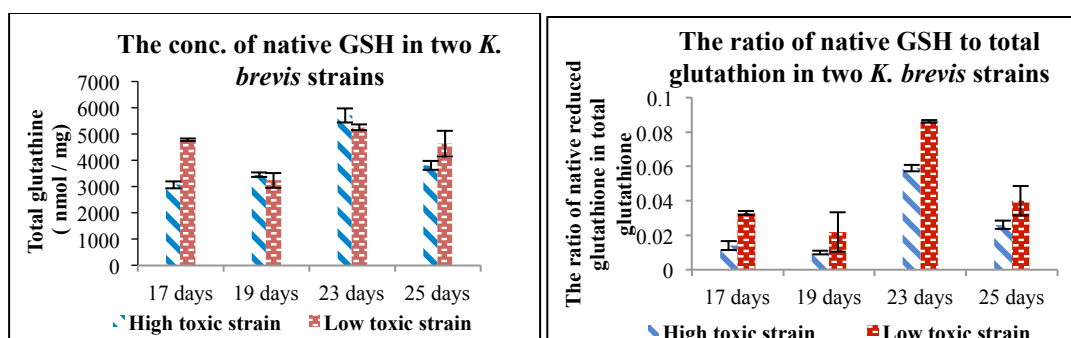 The conc. of native GSH in two K.
brevis strains
Total glutathine
( nmol / mg)
7000
6000
5000
4000
3000
2000
1000
0
17 days 19 days 23 days 25 days
High toxic strain Low toxic strain
The ratio of native GSH to total
glutathion in two K. brevis strains
The ratio of native reduced
glutathione in total
glutathione
0.1
0.08
0.06
0.04
0.02
0
17 days 19 days 23 days 25 days
High toxic strain Low toxic strain